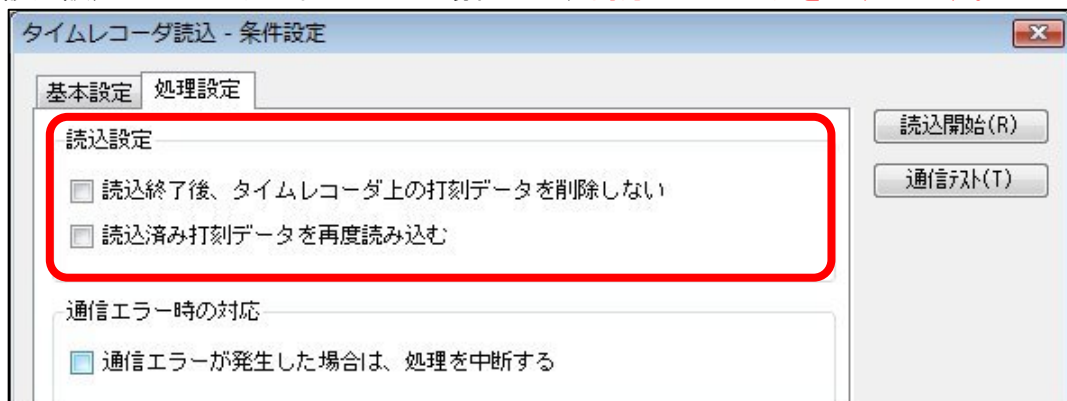 タイムレコーダ読込 - 条件設定
基本設定 処理設定
読込設定
読込終了後、タイムレコーダ上の打刻データを削除しない
読込済み打刻データを再度読み込む
読込開始(R)
通信テスト(T)
通信エラー時の対応
通信エラーが発生した場合は、処理を中断する